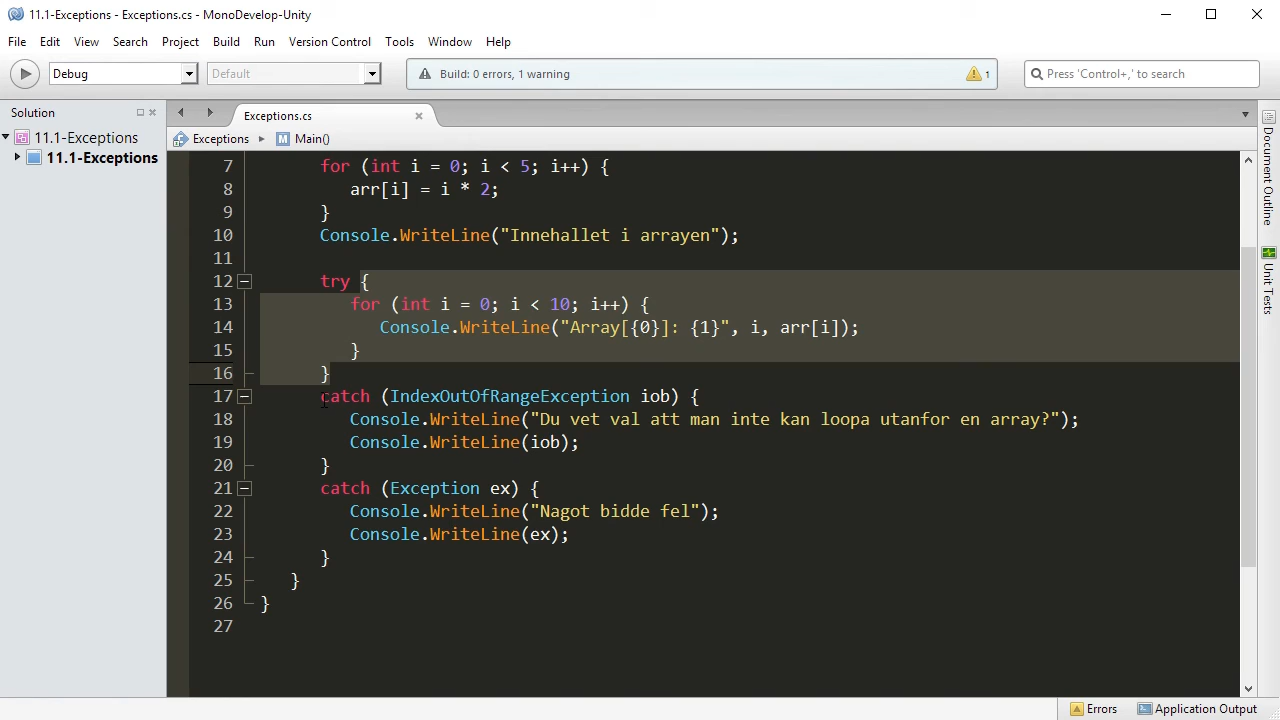 11.1-Exceptions - Exceptions.cs - MonoDevelop-Unity
File Edit View Search Project Build Run Version Control Tools Window Help
Debug Default Build: 0 errors, 1 warning 1 Press 'Control+,' to search
Solution
11.1-Exceptions
11.1-Exceptions
Exceptions.cs
Exceptions Main()
7 for (int i = 0; i < 5; i++) {
8 arr[i] = i * 2;
9 }
10 Console.WriteLine("Innehallet i arrayen");
11
12 try {
13 for (int i = 0; i < 10; i++) {
14 Console.WriteLine("Array[{0}]: {1}", i, arr[i]);
15 }
16 }
17 catch (IndexOutOfRangeException iob) {
18 Console.WriteLine("Du vet val att man inte kan loopa utanfor en array?");
19 Console.WriteLine(iob);
20 }
21 catch (Exception ex) {
22 Console.WriteLine("Nagot bidde fel");
23 Console.WriteLine(ex);
24 }
25 }
26 }
27
Document Outline
Unit Tests
Errors Application Output